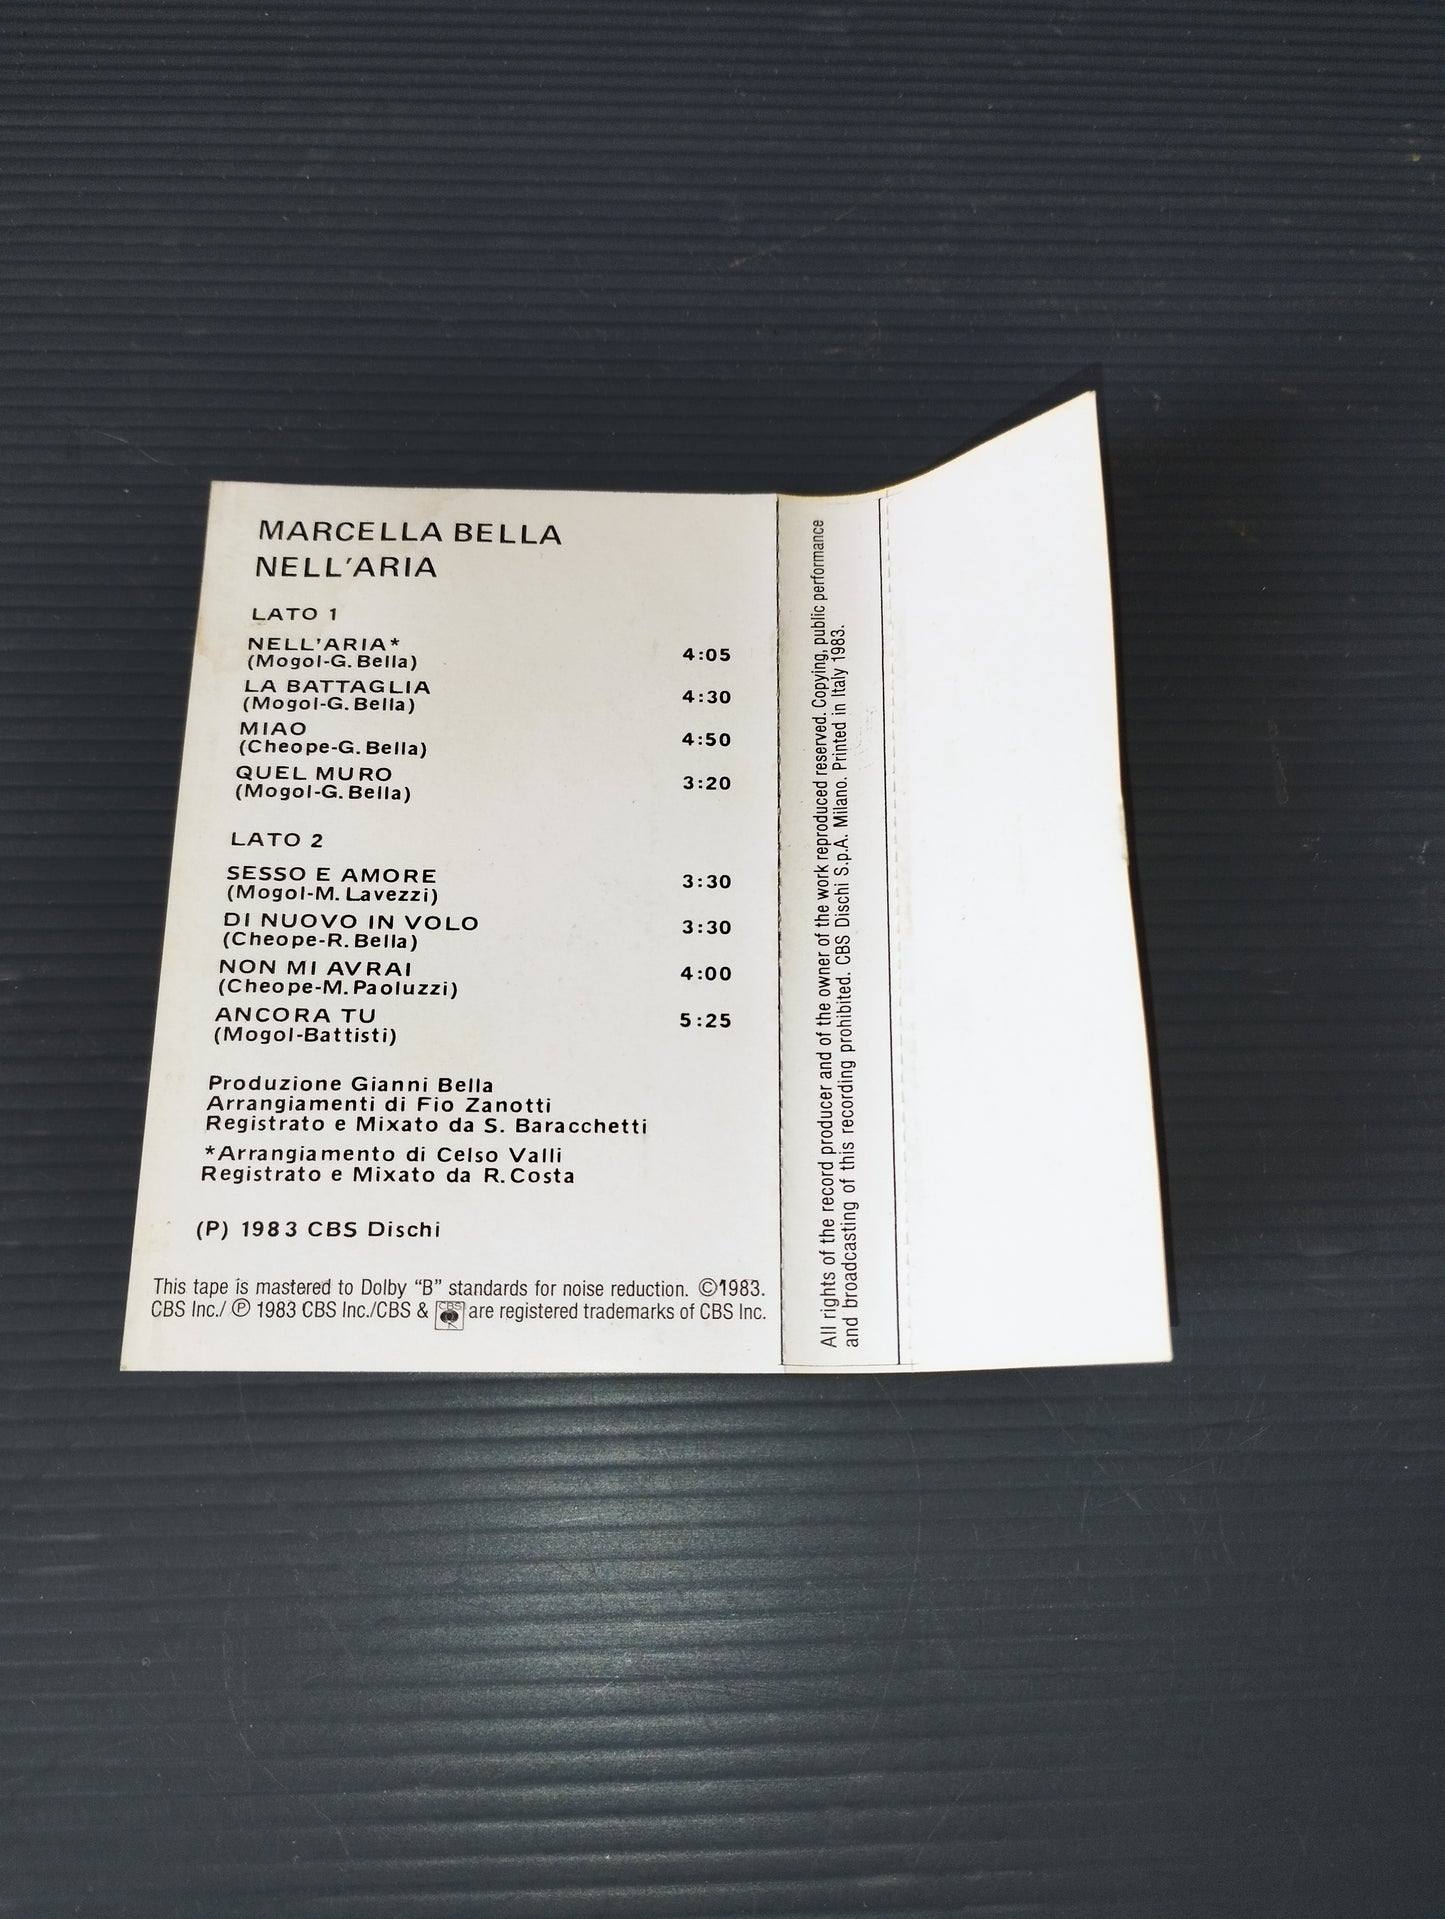 MARCELLA BELLA
NELL'ARIA
LATO 1
NELL'ARIA* 4:05
(Mogol-G. Bella)
LA BATTAGLIA 4:30
(Mogol-G. Bella)
MIAO 4:50
(Cheope-G. Bella)
QUEL MURO 3:20
(Mogol-G. Bella)
LATO 2
SESSO E AMORE 3:30
(Mogol-M. Lavezzi)
DI NUOVO IN VOLO 3:30
(Cheope-R. Bella)
NON MI AVRAI 4:00
(Cheope-M. Paoluzzi)
ANCORA TU 5:25
(Mogol-Battisti)
Produzione Gianni Bella
Arrangiamenti di Fio Zanotti
Registrato e Mixato da S. Baracchetti
*Arrangiamento di Celso Valli
Registrato e Mixato da R. Costa
(P) 1983 CBS Dischi
This tape is mastered to Dolby "B" standards for noise reduction. ©1983.
CBS Inc./ ℗ 1983 CBS Inc./CBS & CBS are registered trademarks of CBS Inc.
All rights of the record producer and of the owner of the work reproduced reserved. Copying, public performance
and broadcasting of this recording prohibited. CBS Dischi S.p.A. Milano. Printed in Italy 1983.